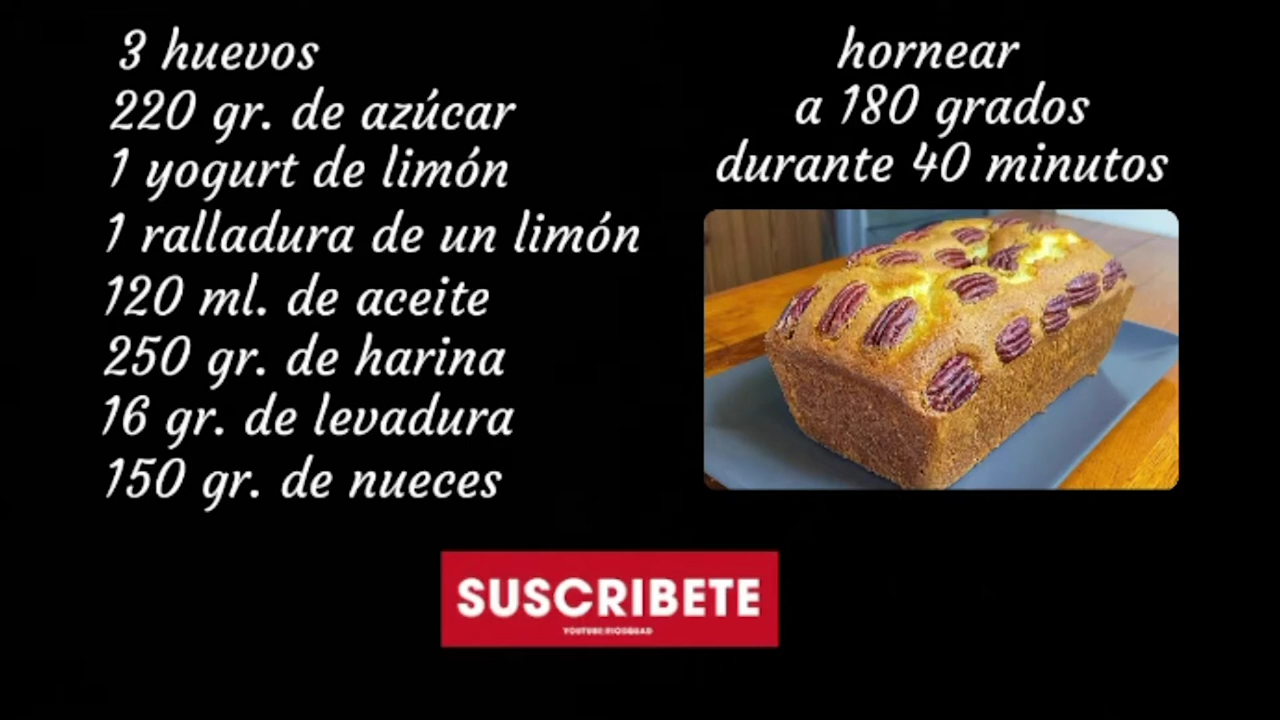 3 huevos
220 gr. de azúcar
1 yogurt de limón
1 ralladura de un limón
120 ml. de aceite
250 gr. de harina
16 gr. de levadura
150 gr. de nueces
hornear
a 180 grados
durante 40 minutos
SUSCRIBETE